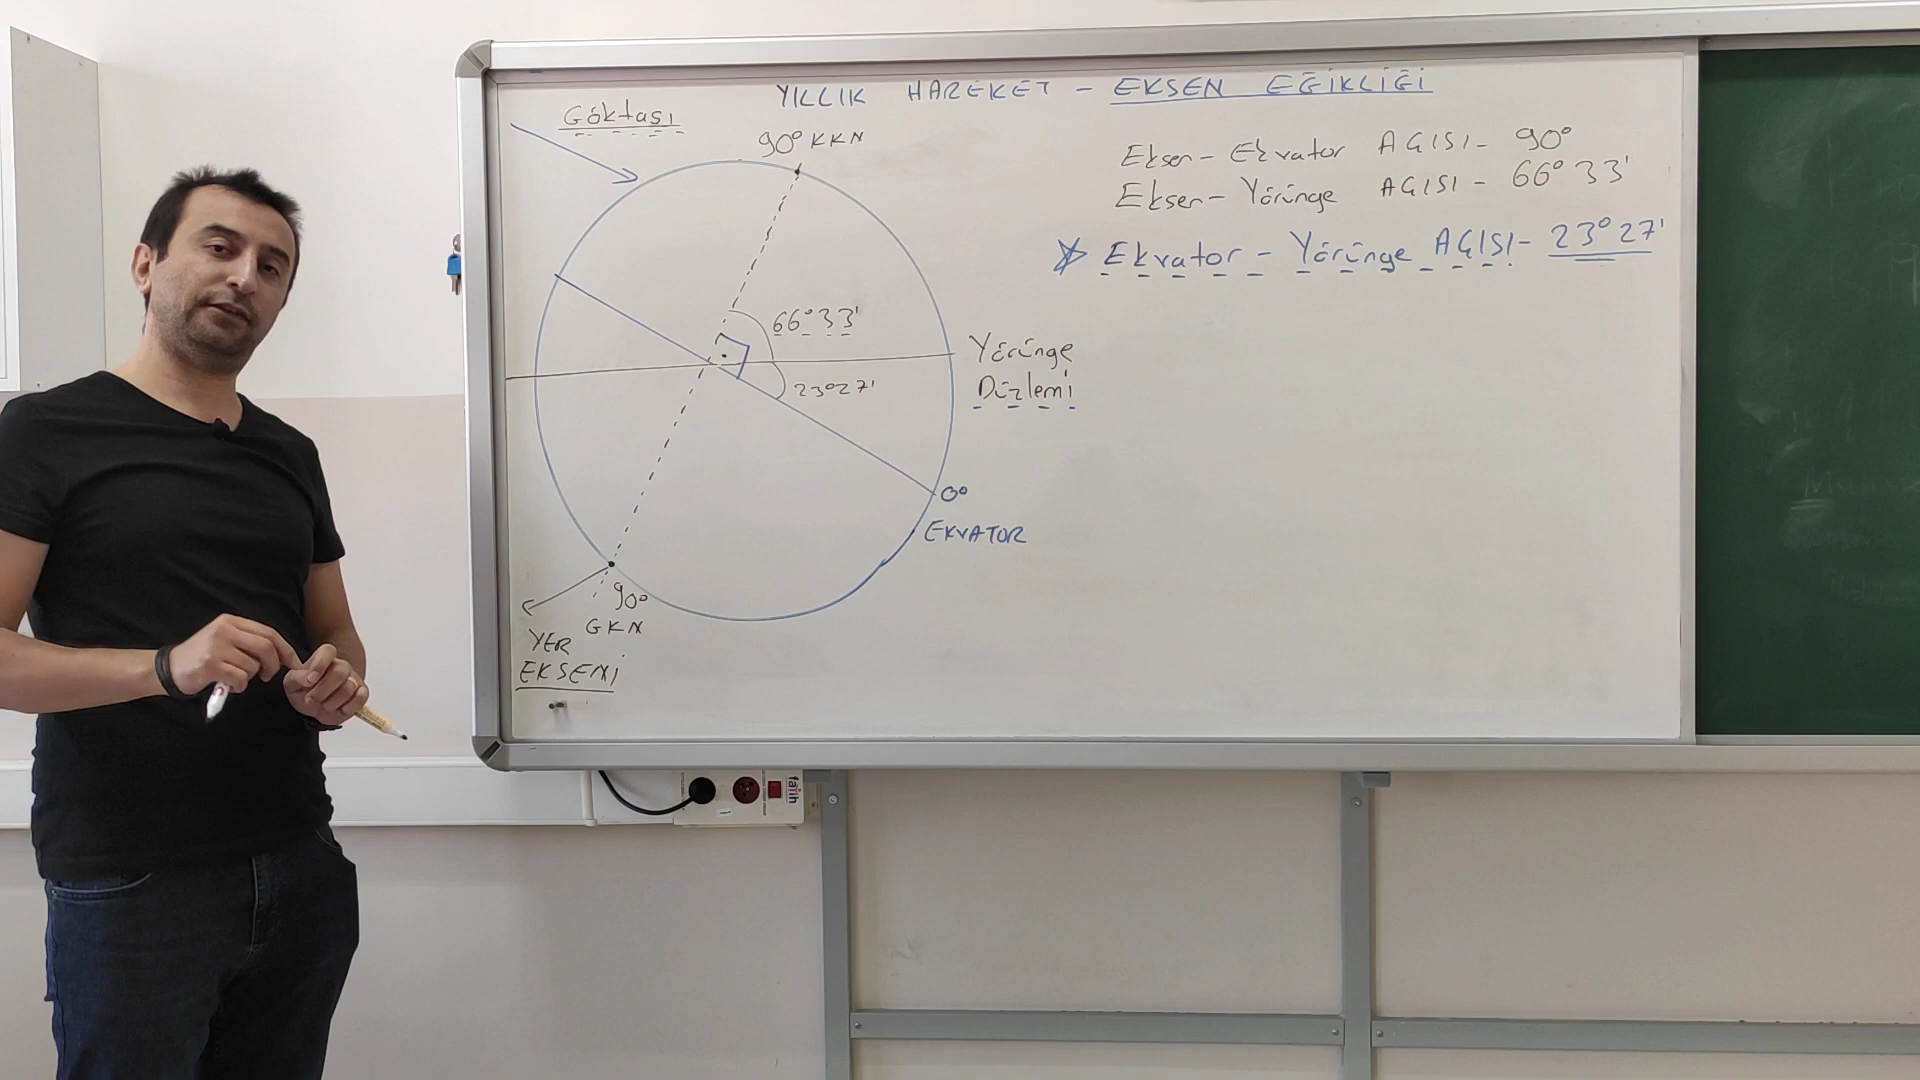 YILLIK HAREKET - EKSEN EĞİKLİĞİ
Göktaşı
90° KKN
Eksen - Ekvator AÇISI - 90°
Eksen - Yörünge AÇISI - 66° 33'
Ekvator - Yörünge AÇISI - 23° 27'
66° 33'
Yörünge
Düzlemi
23° 27'
0°
EKVATOR
90°
GKN
YER
EKSENİ
fatih